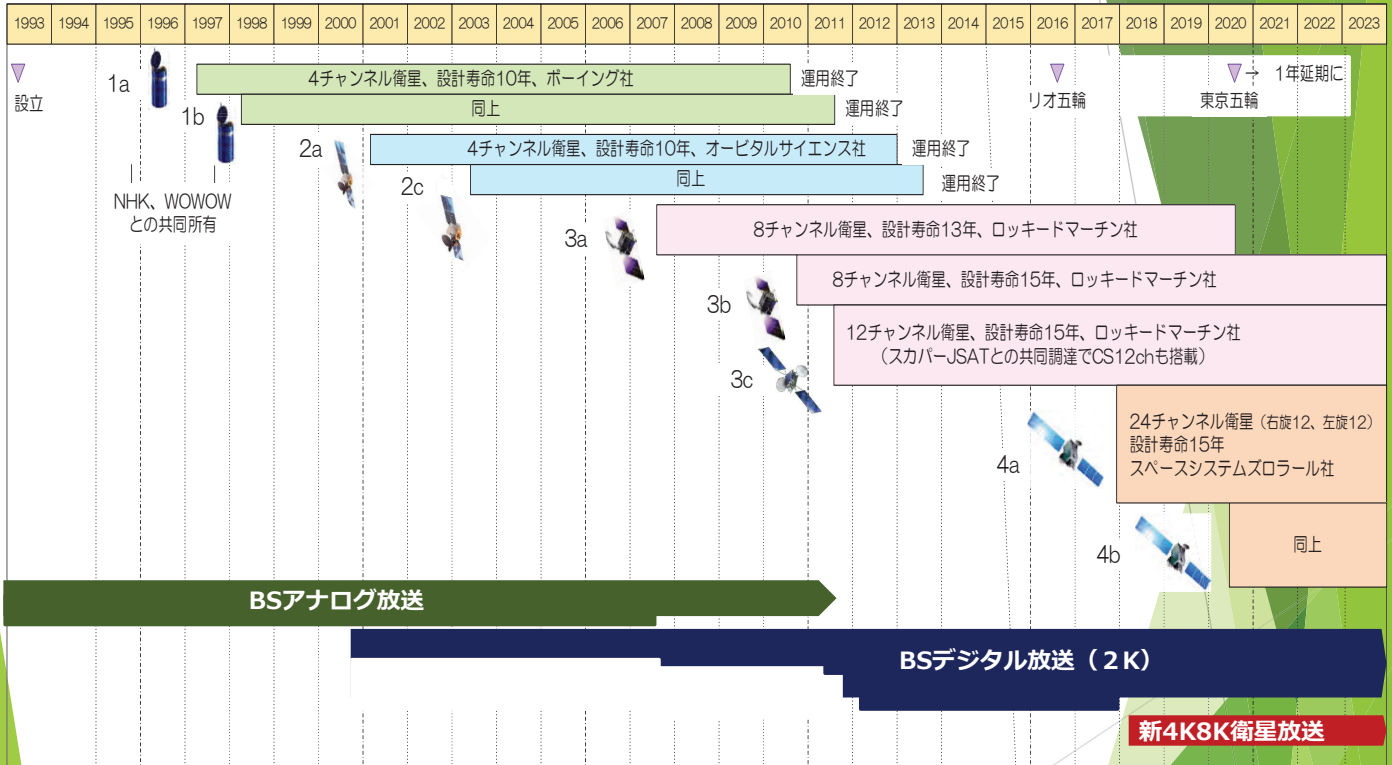 1993 1994 1995 1996 1997 1998 1999 2000 2001 2002 2003 2004 2005 2006 2007 2008 2009 2010 2011 2012 2013 2014 2015 2016 2017 2018 2019 2020 2021 2022 2023
設立
リオ五輪
東京五輪
→ 1年延期に
1a
4チャンネル衛星、設計寿命10年、ボーイング社
運用終了
1b
同上
運用終了
NHK、WOWOW
との共同所有
2a
4チャンネル衛星、設計寿命10年、オービタルサイエンス社
運用終了
2c
同上
運用終了
3a
8チャンネル衛星、設計寿命13年、ロッキードマーチン社
3b
8チャンネル衛星、設計寿命15年、ロッキードマーチン社
3c
12チャンネル衛星、設計寿命15年、ロッキードマーチン社
（スカパーJSATとの共同調達でCS12chも搭載）
4a
24チャンネル衛星（右旋12、左旋12）
設計寿命15年
スペースシステムズロラール社
4b
同上
BSアナログ放送
BSデジタル放送（２K）
新4K8K衛星放送